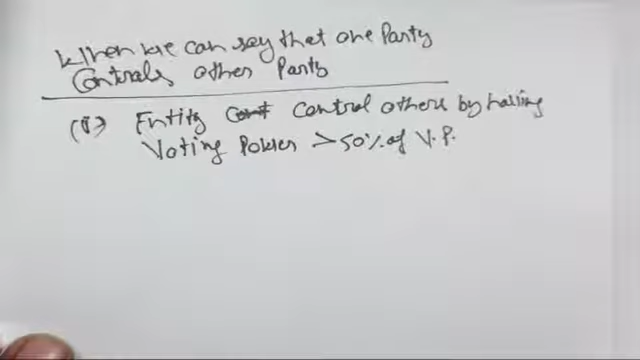 When we can say that one Party
Controls other Party
(1) Entity Cont Control others by having
Voting Power >50% of V.P.